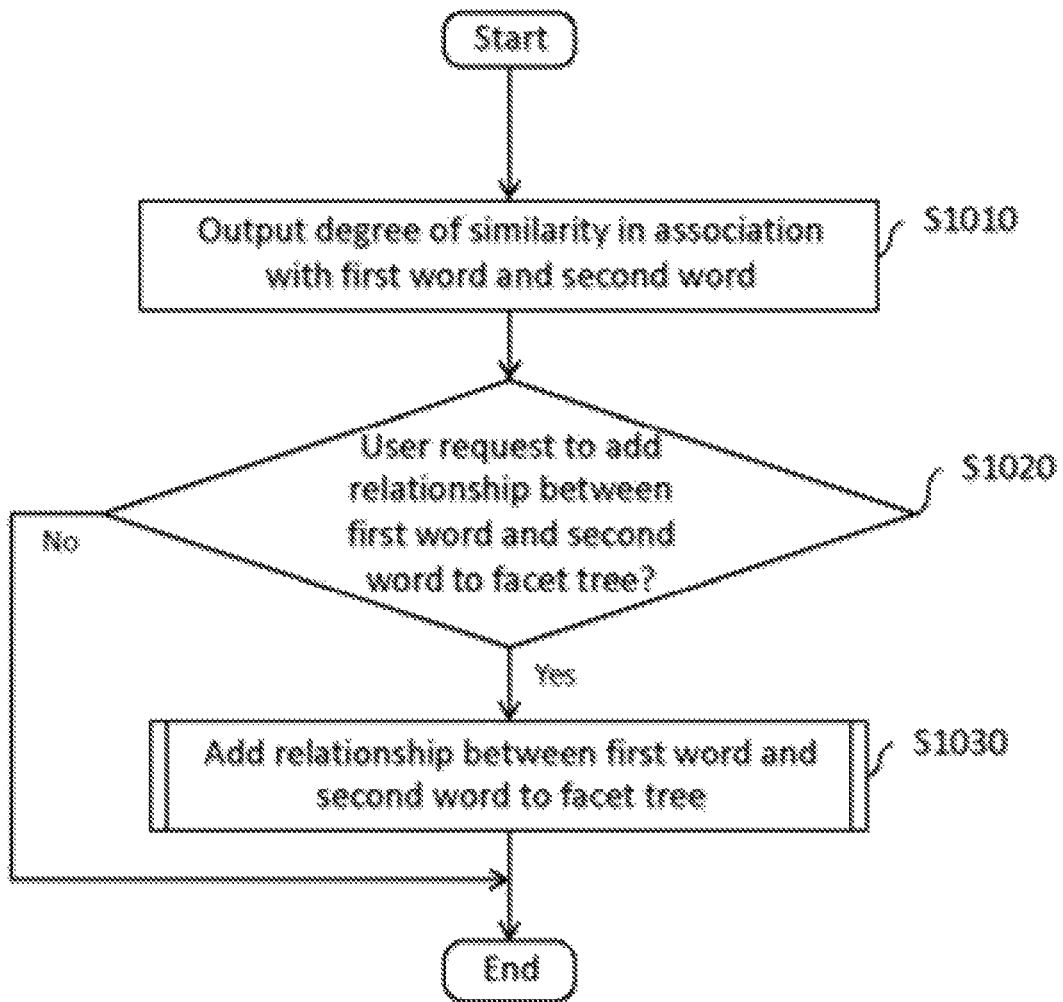 Start
Output degree of similarity in association
with first word and second word
S1010
User request to add
relationship between
first word and second
word to facet tree?
S1020
No
Yes
Add relationship between first word and
second word to facet tree
S1030
End